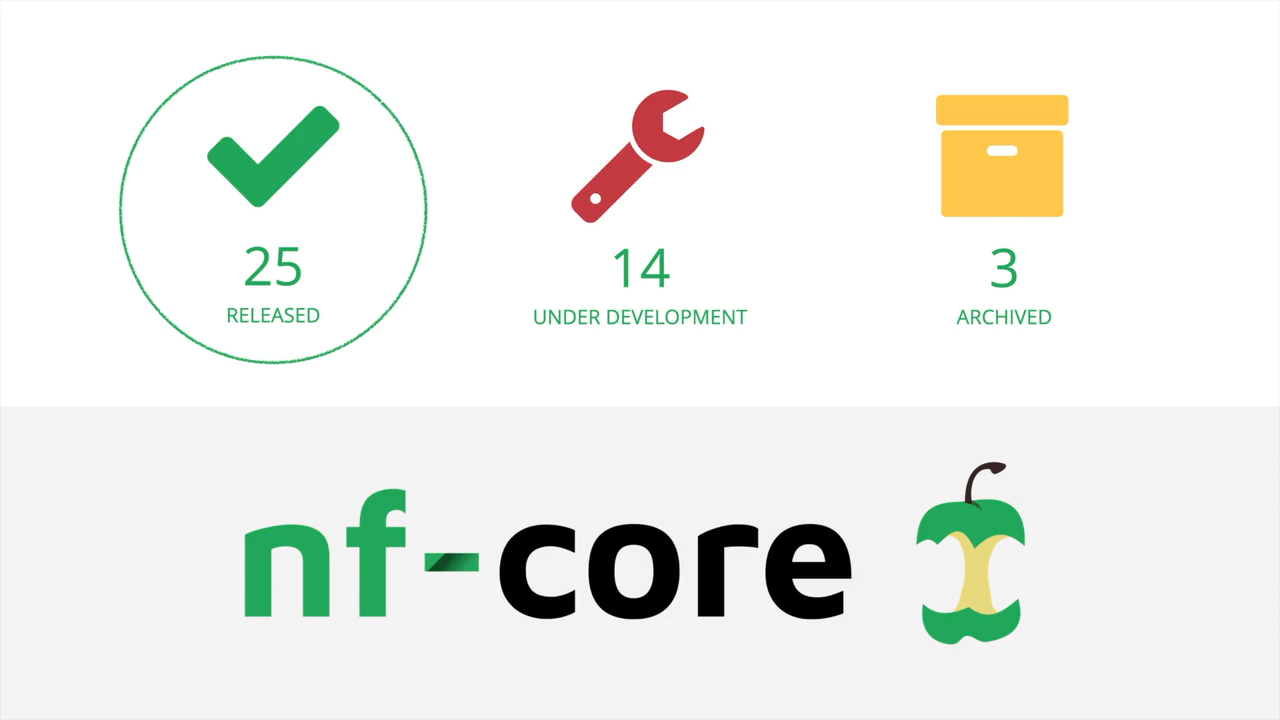 25
RELEASED
14
UNDER DEVELOPMENT
3
ARCHIVED
nf-core